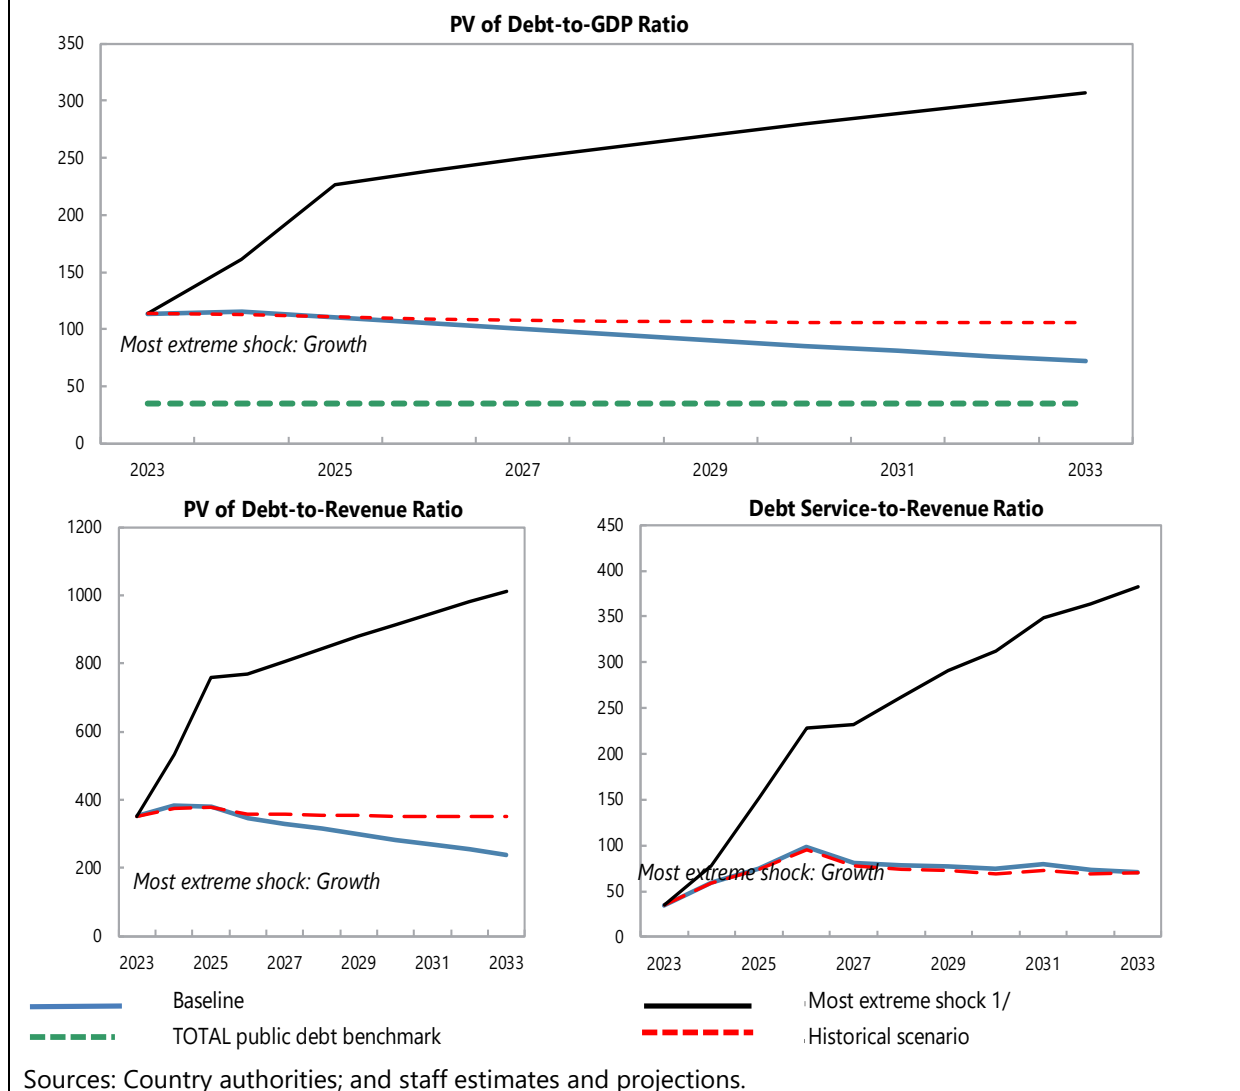 PV of Debt-to-GDP Ratio
350
300
250
200
150
100
50
0
Most extreme shock: Growth
2023 2025 2027 2029 2031 2033
PV of Debt-to-Revenue Ratio
1200
1000
800
600
400
200
0
Most extreme shock: Growth
2023 2025 2027 2029 2031 2033
Debt Service-to-Revenue Ratio
450
400
350
300
250
200
150
100
50
0
Most extreme shock: Growth
2023 2025 2027 2029 2031 2033
Baseline
Most extreme shock 1/
TOTAL public debt benchmark
Historical scenario
Sources: Country authorities; and staff estimates and projections.